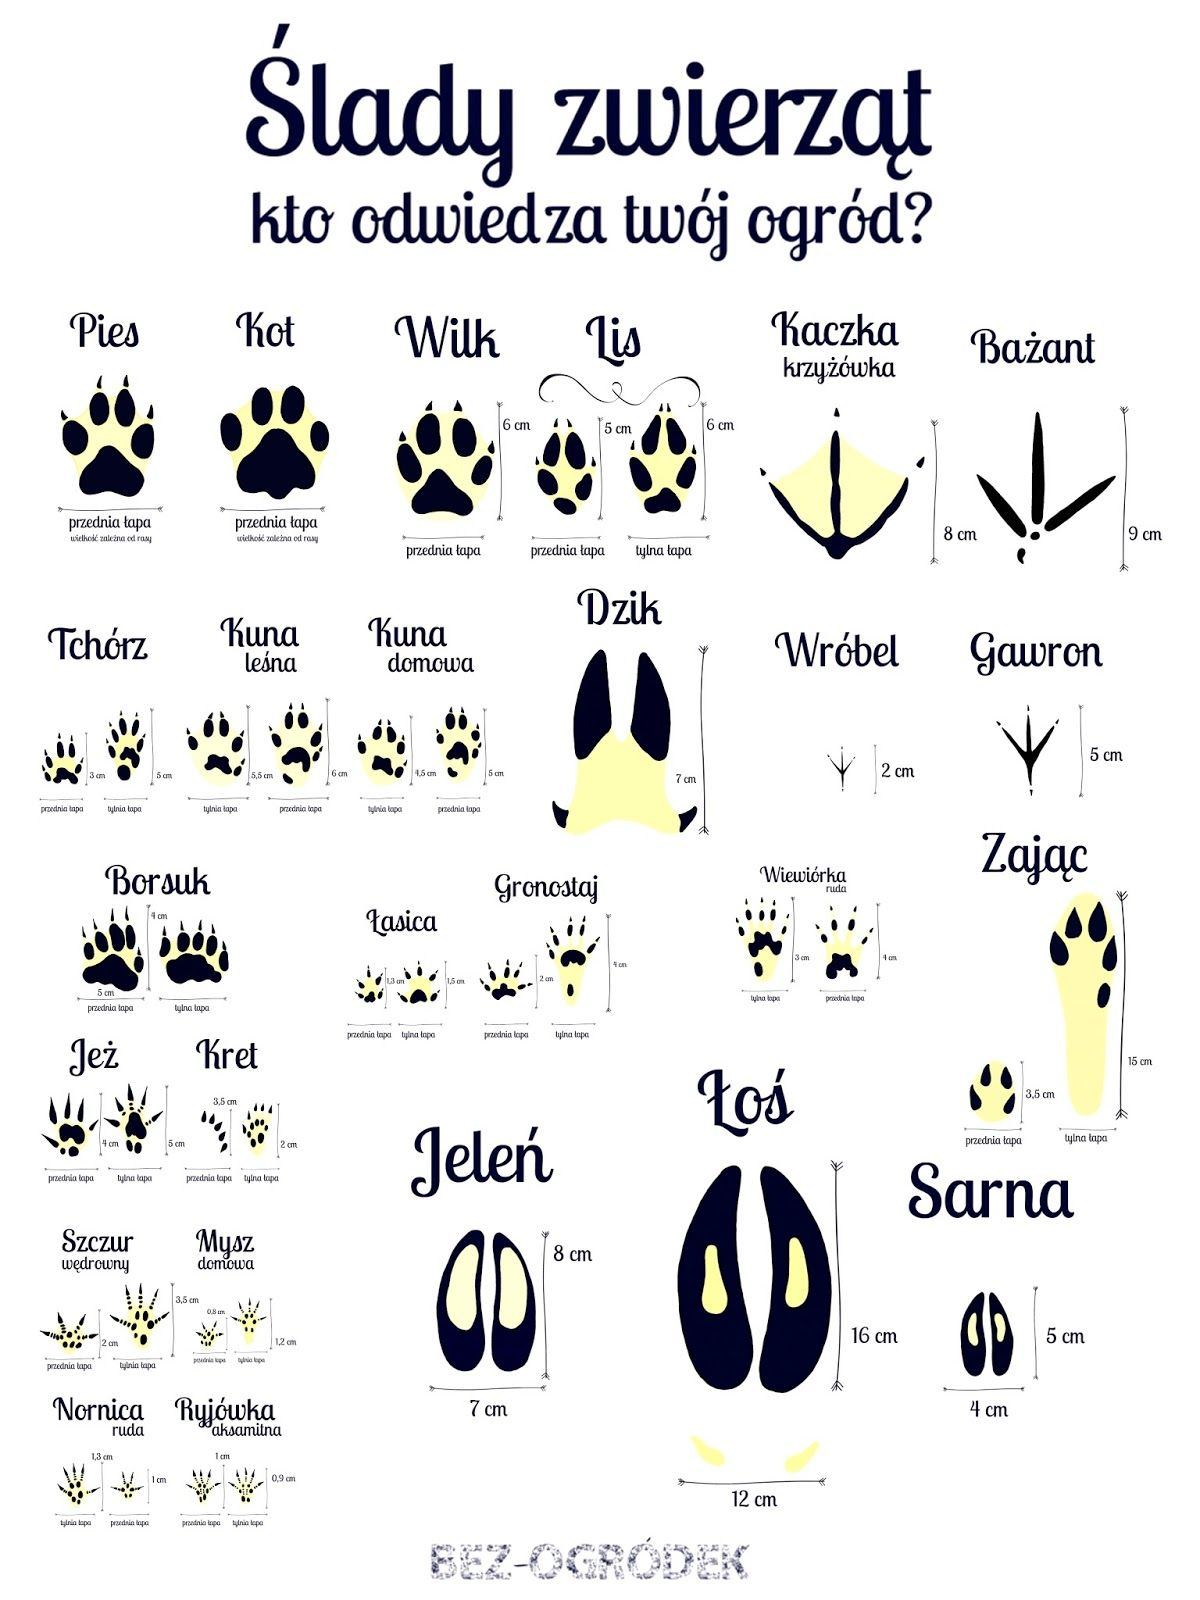 Ślady zwierząt
kto odwiedza twój ogród?
Pies
przednia łapa
wielkość zależna od rasy
Kot
przednia łapa
wielkość zależna od rasy
Wilk
6 cm
przednia łapa
Lis
5 cm
6 cm
przednia łapa
tylna łapa
Kaczka
krzyżówka
8 cm
Bażant
9 cm
Tchórz
3 cm
5 cm
przednia łapa
tylnia łapa
Kuna
leśna
5,5 cm
6 cm
tylnia łapa
przednia łapa
Kuna
domowa
4,5 cm
5 cm
tylnia łapa
przednia łapa
Dzik
7 cm
Wróbel
2 cm
Gawron
5 cm
Borsuk
4 cm
5 cm
przednia łapa
tylna łapa
Łasica
1,3 cm
1,5 cm
przednia łapa
tylna łapa
Gronostaj
2 cm
4 cm
przednia łapa
tylna łapa
Wiewiórka
ruda
3 cm
4 cm
tylna łapa
przednia łapa
Zając
3,5 cm
15 cm
przednia łapa
tylna łapa
Jeż
4 cm
5 cm
przednia łapa
tylna łapa
Kret
3,5 cm
2 cm
przednia łapa
tylna łapa
Jeleń
8 cm
7 cm
Łoś
16 cm
12 cm
Sarna
5 cm
4 cm
Szczur
wędrowny
2 cm
3,5 cm
przednia łapa
tylnia łapa
Mysz
domowa
0,8 cm
1,2 cm
przednia łapa
tylna łapa
Nornica
ruda
1,3 cm
1 cm
tylnia łapa
przednia łapa
Ryjówka
aksamitna
1 cm
0,9 cm
przednia łapa
tylna łapa
BEZ-OGRÓDEK